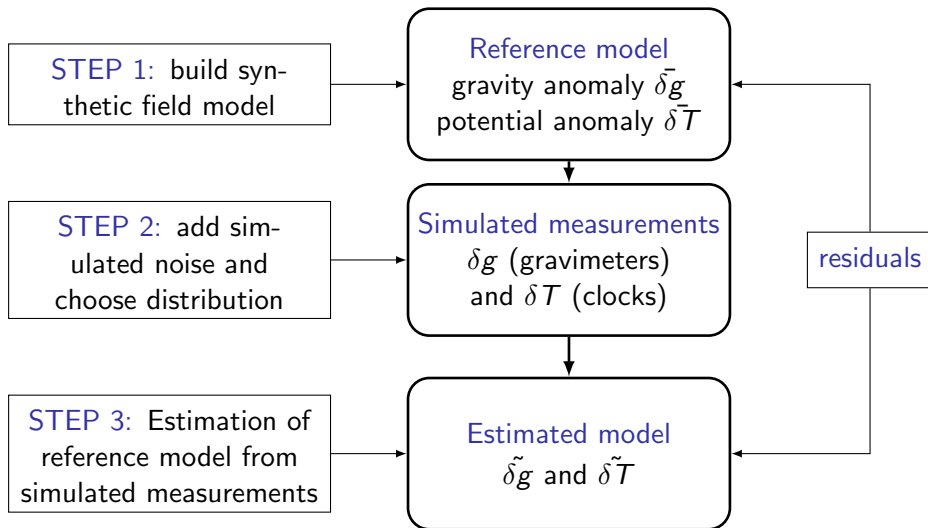 STEP 1: build syn-
thetic field model
Reference model
gravity anomaly δ̄g
potential anomaly δ̄T
STEP 2: add sim-
ulated noise and
choose distribution
Simulated measurements
δg (gravimeters)
and δT (clocks)
residuals
STEP 3: Estimation of
reference model from
simulated measurements
Estimated model
δ̃g and δ̃T